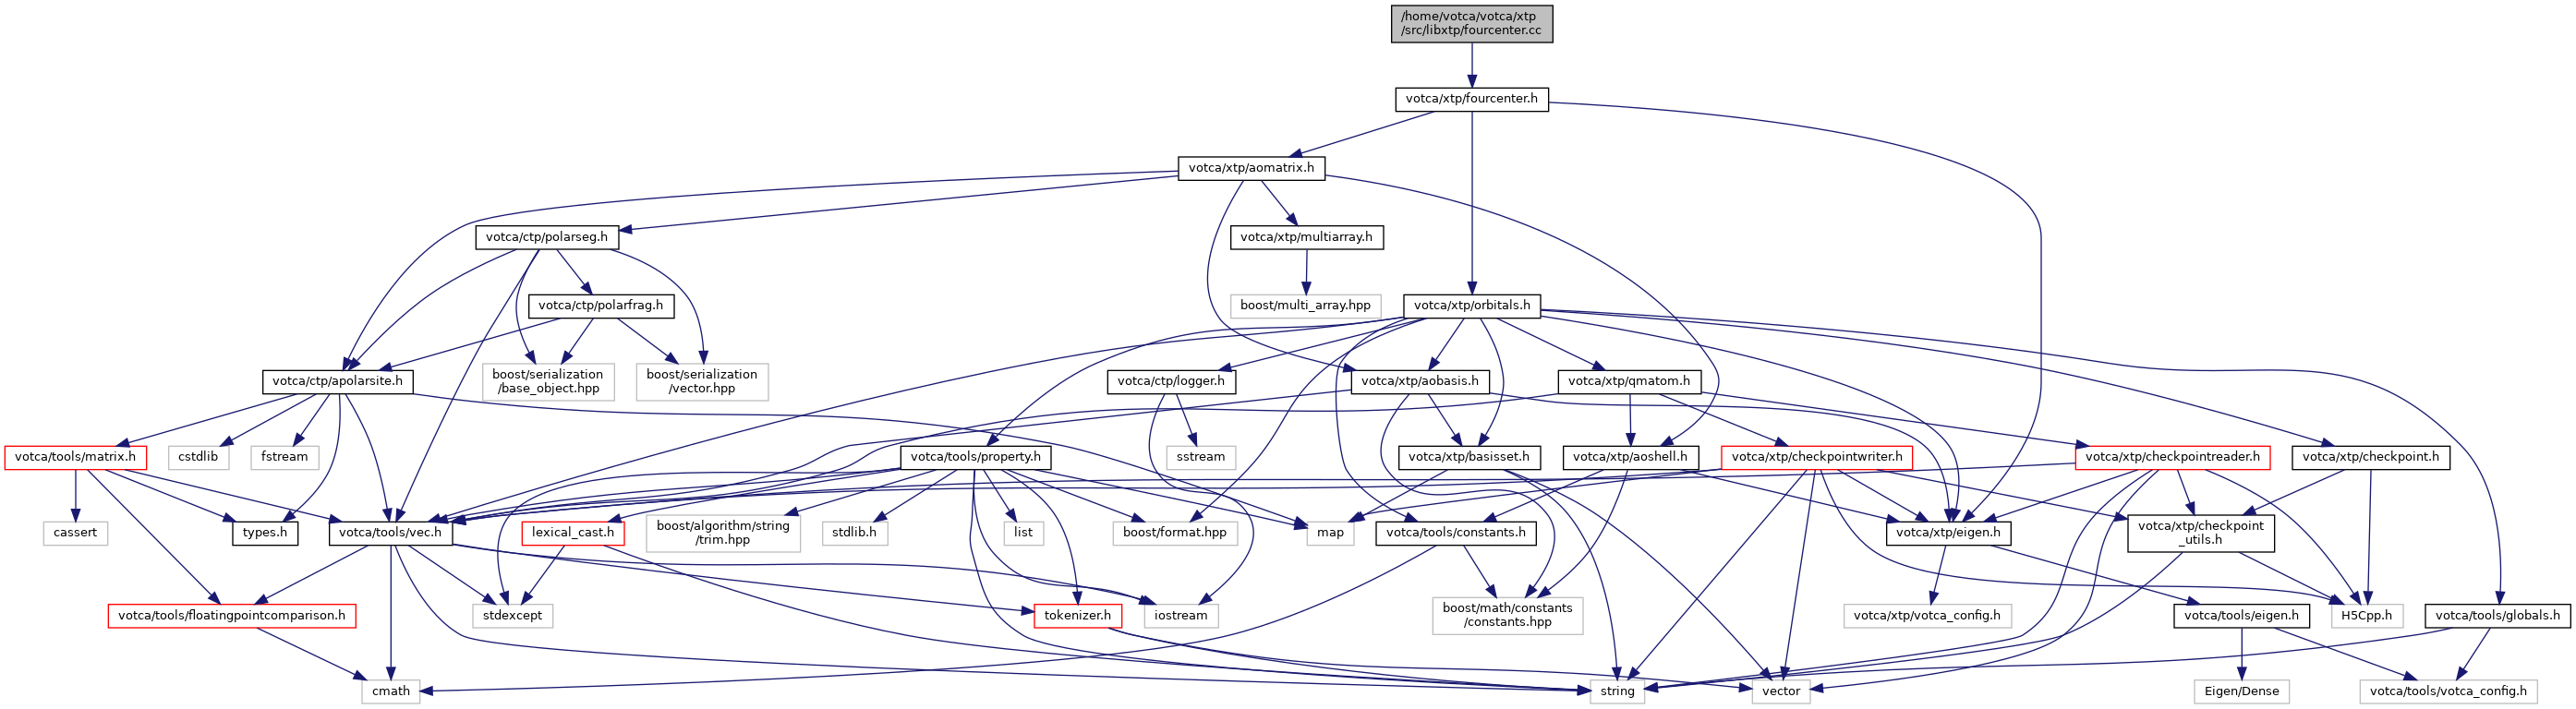 /home/votca/votca/xtp
/src/libxtp/fourcenter.cc
votca/xtp/fourcenter.h
votca/xtp/aomatrix.h
votca/ctp/polarseg.h
votca/xtp/multiarray.h
votca/ctp/polarfrag.h
boost/multi_array.hpp
votca/xtp/orbitals.h
votca/ctp/apolarsite.h
boost/serialization
/base_object.hpp
boost/serialization
/vector.hpp
votca/ctp/logger.h
votca/xtp/aobasis.h
votca/xtp/qmatom.h
votca/tools/matrix.h
cstdlib
fstream
votca/tools/property.h
sstream
votca/xtp/basisset.h
votca/xtp/aoshell.h
votca/xtp/checkpointwriter.h
votca/xtp/checkpointreader.h
votca/xtp/checkpoint.h
cassert
types.h
votca/tools/vec.h
lexical_cast.h
boost/algorithm/string
/trim.hpp
stdlib.h
list
boost/format.hpp
map
votca/tools/constants.h
votca/xtp/eigen.h
votca/xtp/checkpoint
_utils.h
votca/tools/floatingpointcomparison.h
stdexcept
tokenizer.h
iostream
boost/math/constants
/constants.hpp
votca/xtp/votca_config.h
votca/tools/eigen.h
H5Cpp.h
votca/tools/globals.h
cmath
string
vector
Eigen/Dense
votca/tools/votca_config.h